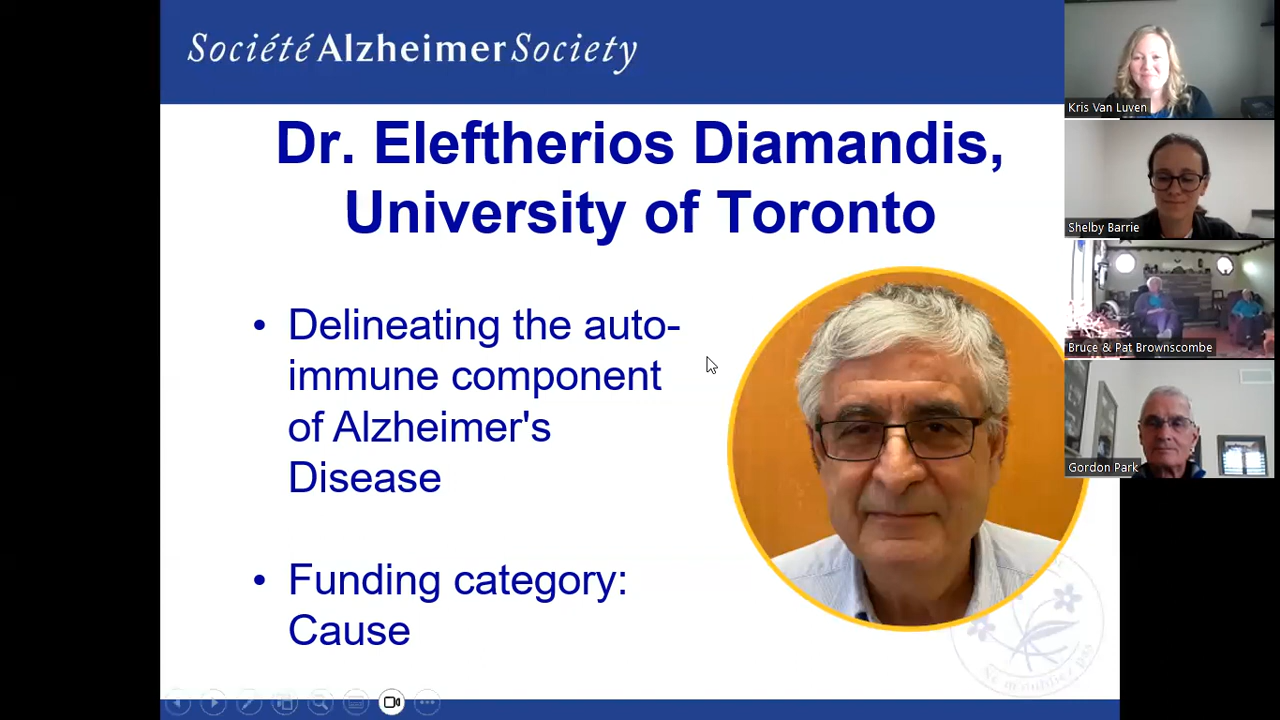 Société Alzheimer Society
Dr. Eleftherios Diamandis,
University of Toronto
• Delineating the auto-
immune component
of Alzheimer's
Disease
• Funding category:
Cause
Kris Van Luven
Shelby Barrie
Bruce & Pat Brownscombe
Gordon Park